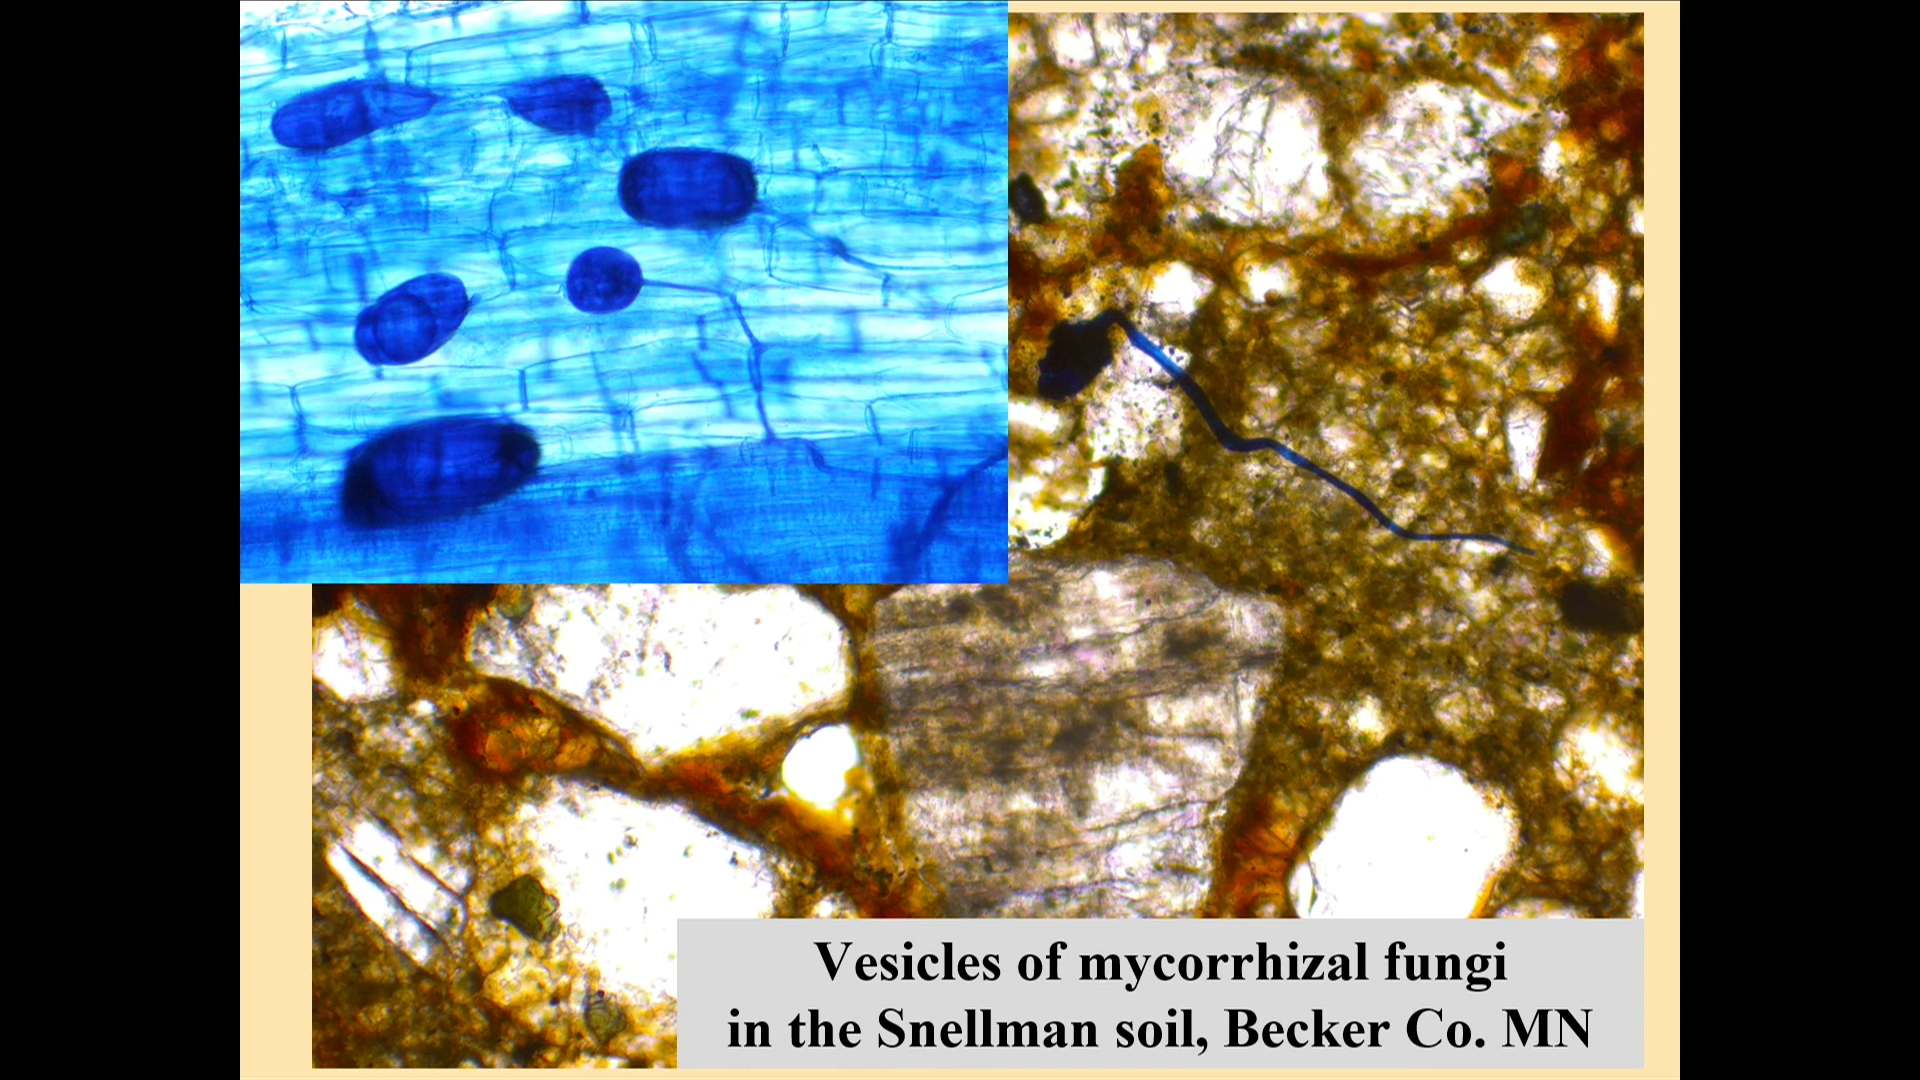 Vesicles of mycorrhizal fungi
in the Snellman soil, Becker Co. MN